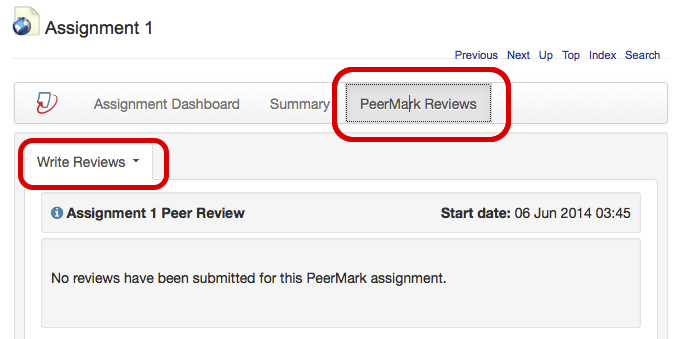 Assignment 1
Previous Next Up Top Index Search
Assignment Dashboard Summary PeerMark Reviews
Write Reviews
Assignment 1 Peer Review Start date: 06 Jun 2014 03:45
No reviews have been submitted for this PeerMark assignment.